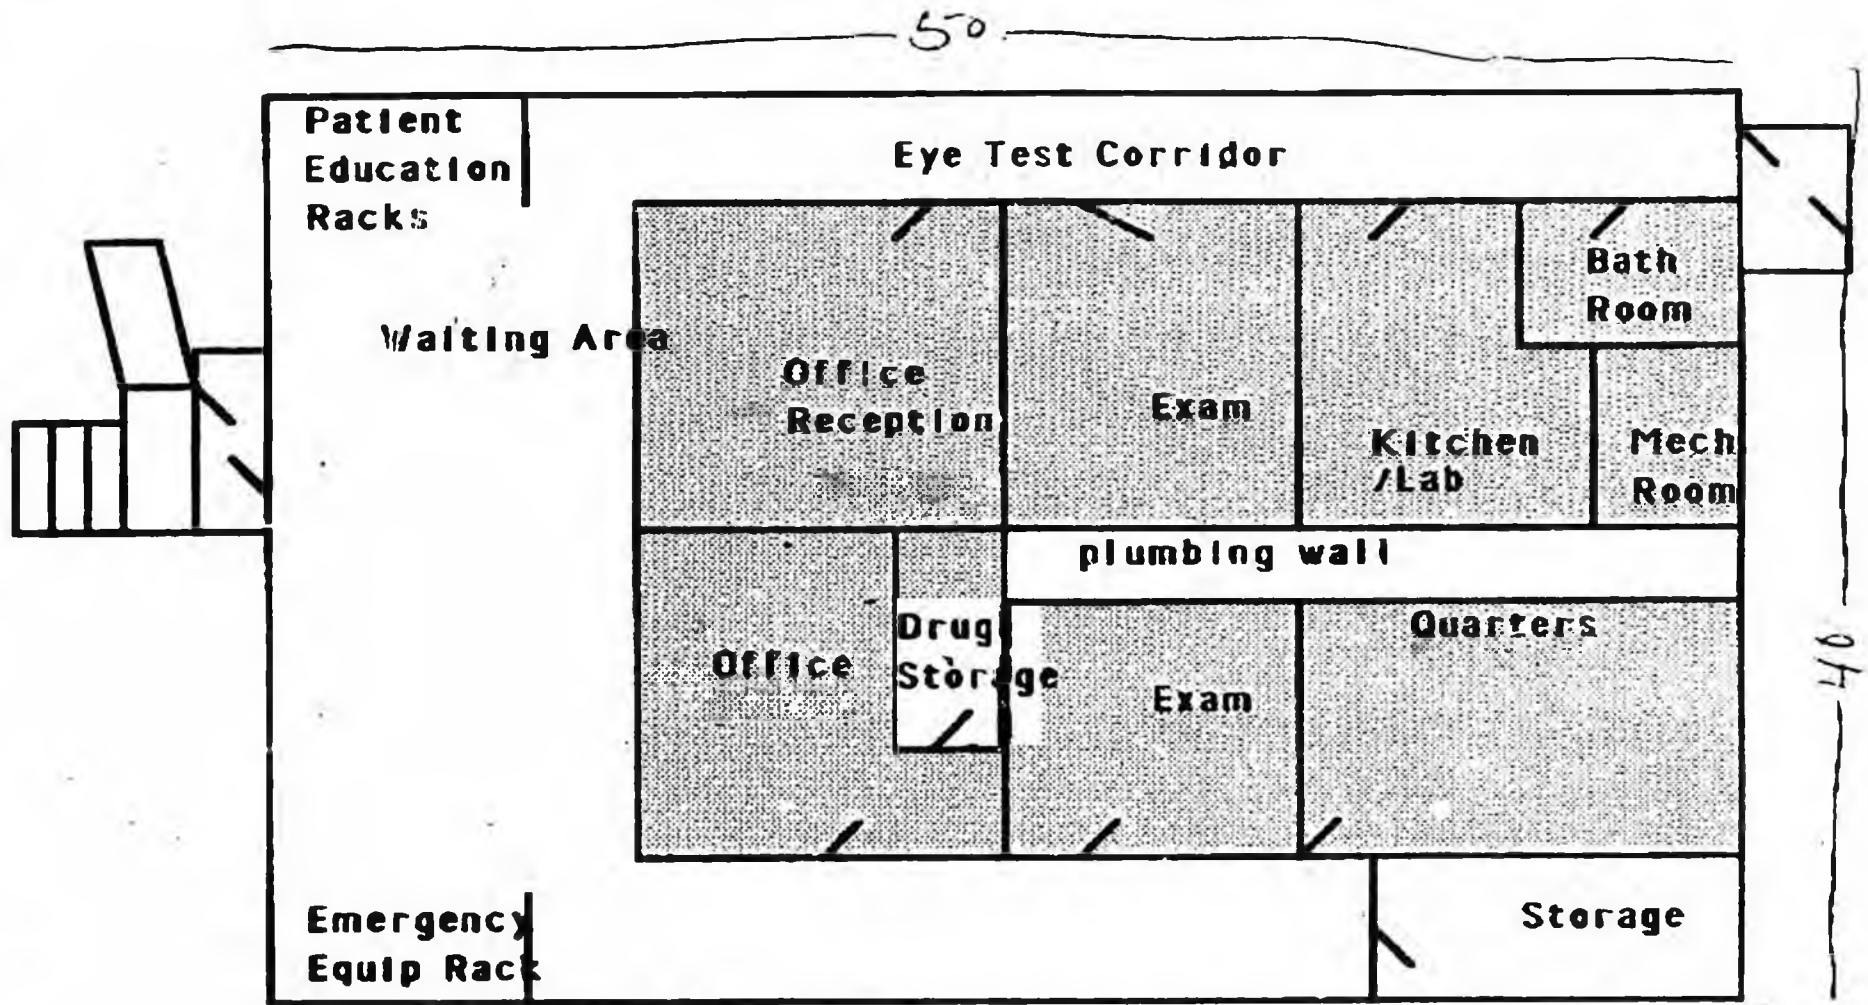 50
Patient
Education
Racks
Eye Test Corridor
Waiting Area
Office
Reception
Exam
Kitchen
/Lab
Bath
Room
Mech
Room
plumbing wall
Office
Drug
Storage
Exam
Quarters
40
Emergency
Equip Rack
Storage